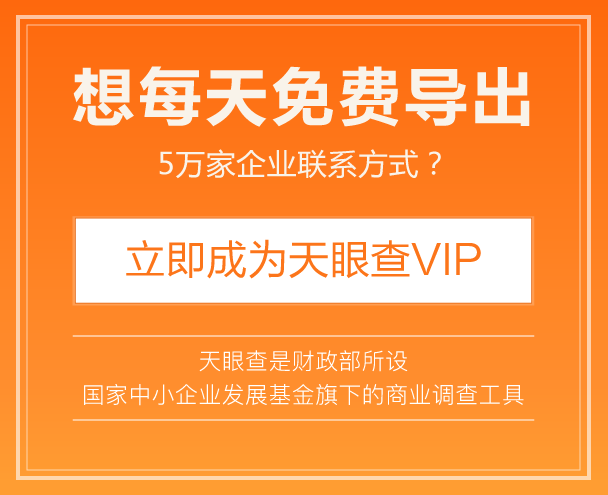 想每天免费导出
5万家企业联系方式？
立即成为天眼查VIP
天眼查是财政部所设
国家中小企业发展基金旗下的商业调查工具